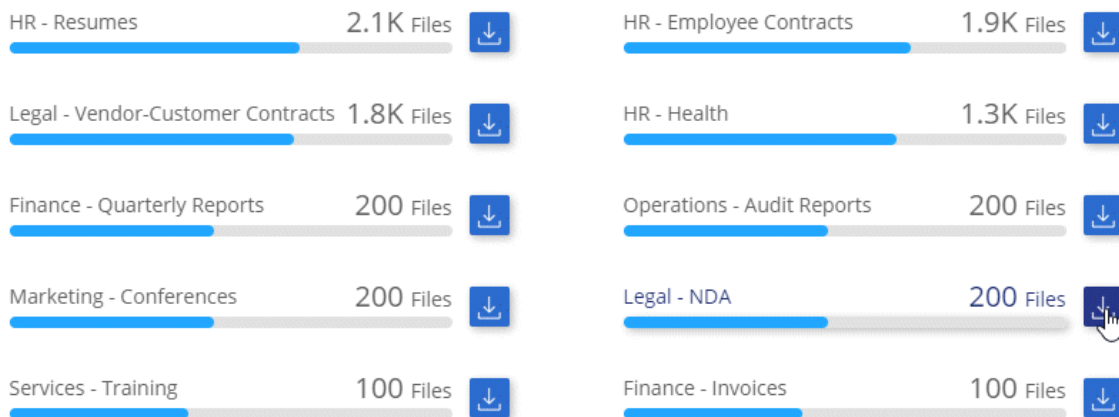 HR - Resumes 2.1K Files
HR - Employee Contracts 1.9K Files
Legal - Vendor-Customer Contracts 1.8K Files
HR - Health 1.3K Files
Finance - Quarterly Reports 200 Files
Operations - Audit Reports 200 Files
Marketing - Conferences 200 Files
Legal - NDA 200 Files
Services - Training 100 Files
Finance - Invoices 100 Files